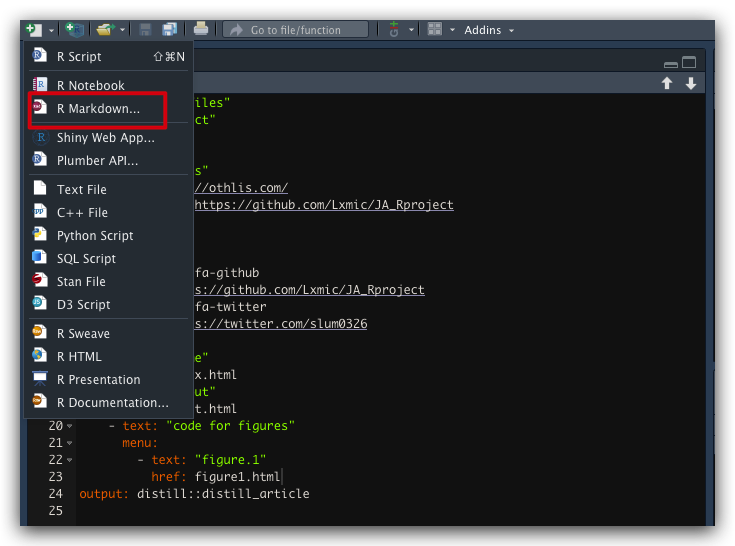 Go to file/function
Addins
R Script ⇧⌘N
R Notebook
R Markdown...
Shiny Web App...
Plumber API...
Text File
C++ File
Python Script
SQL Script
Stan File
D3 Script
R Sweave
R HTML
R Presentation
R Documentation...
iles"
ct"
s"
//othlis.com/
https://github.com/Lxmic/JA_Rproject
fa-github
s://github.com/Lxmic/JA_Rproject
fa-twitter
s://twitter.com/slum0326
e"
x.html
ut"
t.html
20 - text: "code for figures"
21 menu:
22 - text: "figure.1"
23 href: figure1.html
24 output: distill::distill_article
25